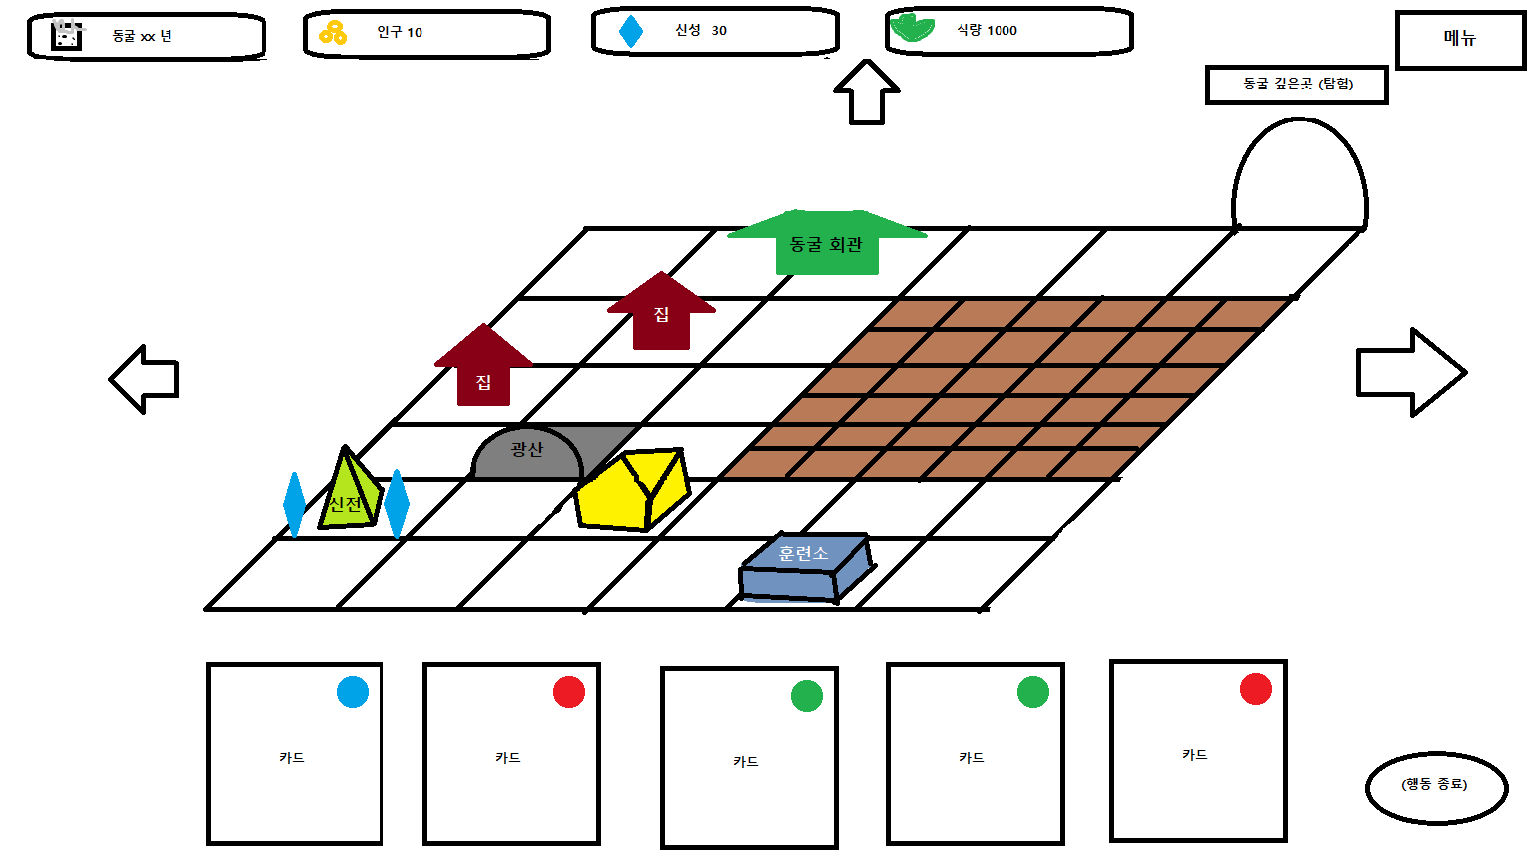 동굴 xx 년
인구 10
신성 30
식량 1000
메뉴
동굴 깊은곳 (탐험)
동굴 회관
집
집
광산
신전
훈련소
카드
카드
카드
카드
카드
(행동 종료)